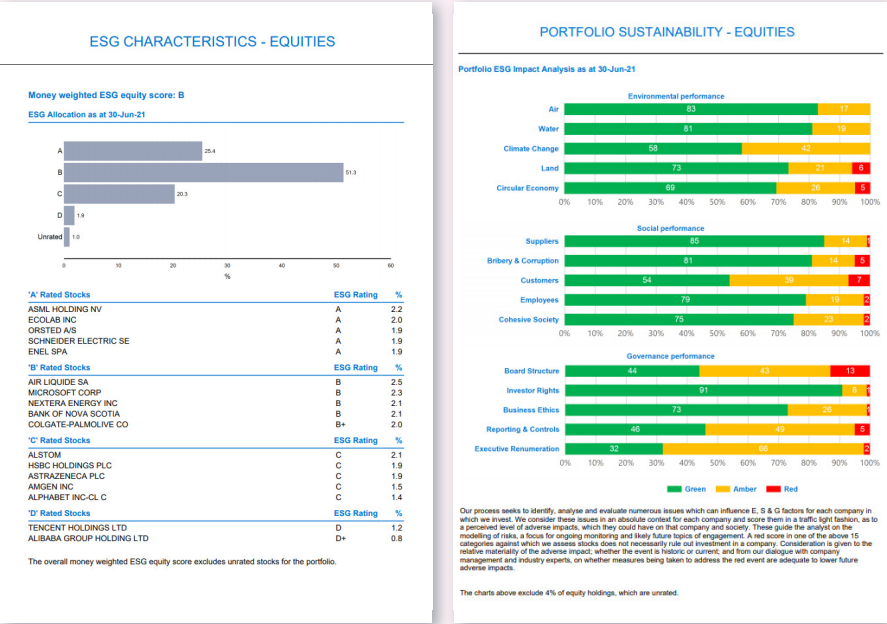 ESG CHARACTERISTICS - EQUITIES
Money weighted ESG equity score: B
ESG Allocation as at 30-Jun-21
A 25.4
B 51.3
C 20.3
D 1.9
Unrated 1.0
0 10 20 30 40 50 60
%
'A' Rated Stocks ESG Rating %
ASML HOLDING NV A 2.2
ECOLAB INC A 2.0
ORSTED A/S A 1.9
SCHNEIDER ELECTRIC SE A 1.9
ENEL SPA A 1.9
'B' Rated Stocks ESG Rating %
AIR LIQUIDE SA B 2.5
MICROSOFT CORP B 2.3
NEXTERA ENERGY INC B 2.1
BANK OF NOVA SCOTIA B 2.1
COLGATE-PALMOLIVE CO B+ 2.0
'C' Rated Stocks ESG Rating %
ALSTOM C 2.1
HSBC HOLDINGS PLC C 1.9
ASTRAZENECA PLC C 1.9
AMGEN INC C 1.5
ALPHABET INC-CL C C 1.4
'D' Rated Stocks ESG Rating %
TENCENT HOLDINGS LTD D 1.2
ALIBABA GROUP HOLDING LTD D+ 0.8
The overall money weighted ESG equity score excludes unrated stocks for the portfolio.
PORTFOLIO SUSTAINABILITY - EQUITIES
Portfolio ESG Impact Analysis as at 30-Jun-21
Environmental performance
Air 83 17
Water 81 19
Climate Change 58 42
Land 73 21 6
Circular Economy 69 26 5
0% 10% 20% 30% 40% 50% 60% 70% 80% 90% 100%
Social performance
Suppliers 85 14 1
Bribery & Corruption 81 14 5
Customers 54 39 7
Employees 79 19 2
Cohesive Society 75 23 2
0% 10% 20% 30% 40% 50% 60% 70% 80% 90% 100%
Governance performance
Board Structure 44 43 13
Investor Rights 91 8 1
Business Ethics 73 26 1
Reporting & Controls 46 49 5
Executive Renumeration 32 66 2
0% 10% 20% 30% 40% 50% 60% 70% 80% 90% 100%
Green Amber Red
Our process seeks to identify, analyse and evaluate numerous issues which can influence E, S & G factors for each company in
which we invest. We consider these issues in an absolute context for each company and score them in a traffic light fashion, as to
a perceived level of adverse impacts, which they could have on that company and society. These guide the analyst on the
modelling of risks, a focus for ongoing monitoring and likely future topics of engagement. A red score in one of the above 15
categories against which we assess stocks does not necessarily rule out investment in a company. Consideration is given to the
relative materiality of the adverse impact; whether the event is historic or current; and from our dialogue with company
management and industry experts, on whether measures being taken to address the red event are adequate to lower future
adverse impacts.
The charts above exclude 4% of equity holdings, which are unrated.